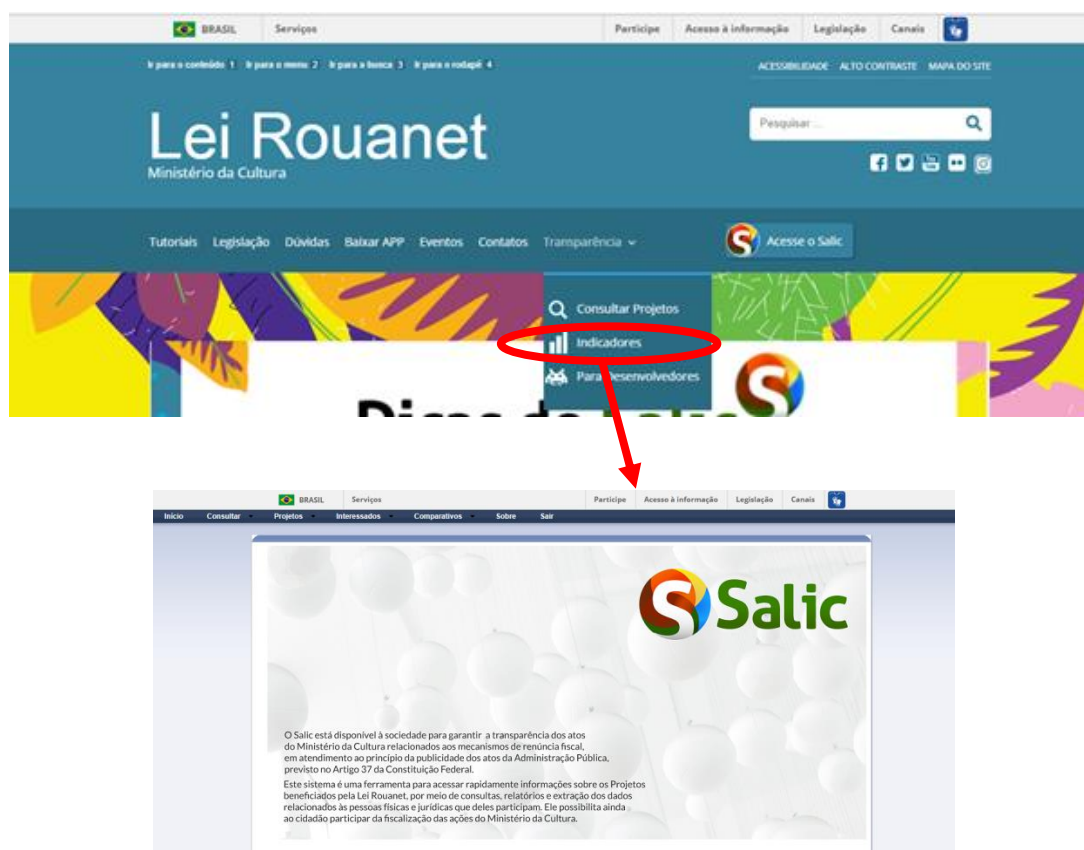 BRASIL Serviços Participe Acesso à informação Legislação Canais
Ir para o conteúdo 1 Ir para o menu 2 Ir para a busca 3 Ir para o rodapé 4 ACESSIBILIDADE ALTO CONTRASTE MAPA DO SITE
Lei Rouanet
Pesquisar ...
Ministério da Cultura
Tutoriais Legislação Dúvidas Baixar APP Eventos Contatos Transparência Acesse o Salic
Consultar Projetos
Indicadores
Para Desenvolvedores
BRASIL Serviços Participe Acesso à informação Legislação Canais
Início Consultar Projetos Interessados Comparativos Sobre Sair
Salic
O Salic está disponível à sociedade para garantir a transparência dos atos
do Ministério da Cultura relacionados aos mecanismos de renúncia fiscal,
em atendimento ao princípio da publicidade dos atos da Administração Pública,
previsto no Artigo 37 da Constituição Federal.
Este sistema é uma ferramenta para acessar rapidamente informações sobre os Projetos
beneficiados pela Lei Rouanet, por meio de consultas, relatórios e extração dos dados
relacionados às pessoas físicas e jurídicas que deles participam. Ele possibilita ainda
ao cidadão participar da fiscalização das ações do Ministério da Cultura.